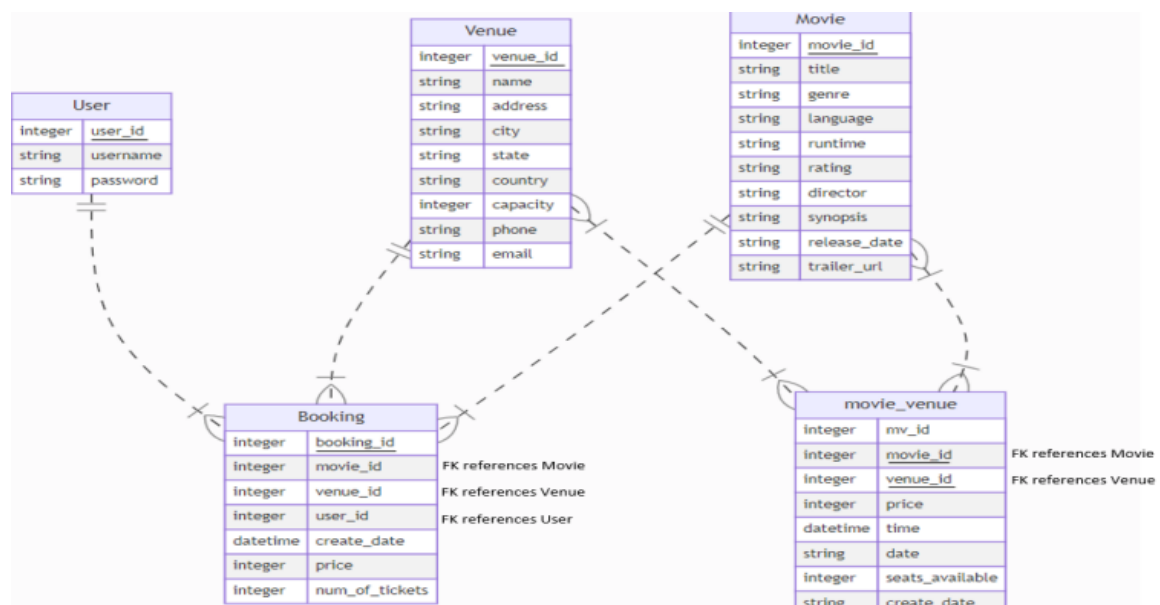 User
integer user_id
string username
string password
Venue
integer venue_id
string name
string address
string city
string state
string country
integer capacity
string phone
string email
Movie
integer movie_id
string title
string genre
string language
string runtime
string rating
string director
string synopsis
string release_date
string trailer_url
Booking
integer booking_id
integer movie_id FK references Movie
integer venue_id FK references Venue
integer user_id FK references User
datetime create_date
integer price
integer num_of_tickets
movie_venue
integer mv_id
integer movie_id FK references Movie
integer venue_id FK references Venue
integer price
datetime time
string date
integer seats_available
string create_date